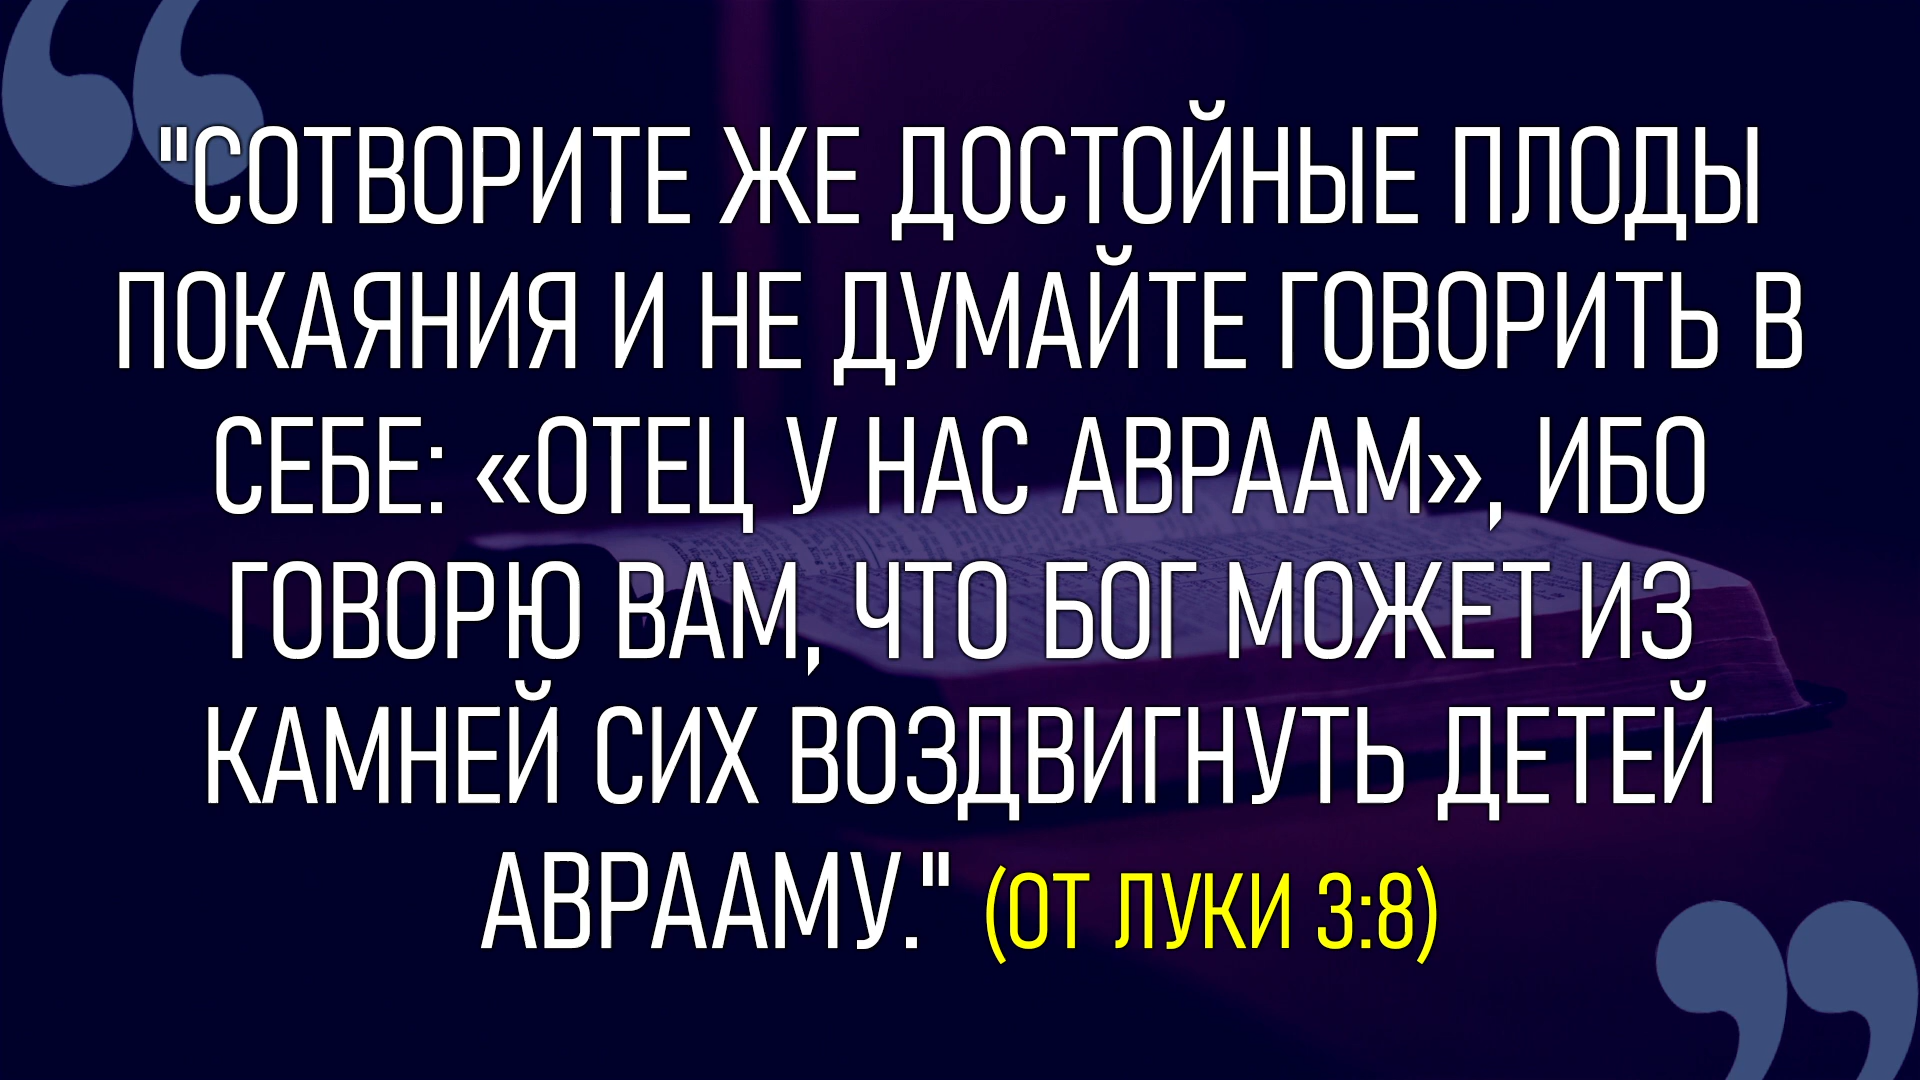 "СОТВОРИТЕ ЖЕ ДОСТОЙНЫЕ ПЛОДЫ
ПОКАЯНИЯ И НЕ ДУМАЙТЕ ГОВОРИТЬ В
СЕБЕ: «ОТЕЦ У НАС АВРААМ», ИБО
ГОВОРЮ ВАМ, ЧТО БОГ МОЖЕТ ИЗ
КАМНЕЙ СИХ ВОЗДВИГНУТЬ ДЕТЕЙ
АВРААМУ." (ОТ ЛУКИ 3:8)